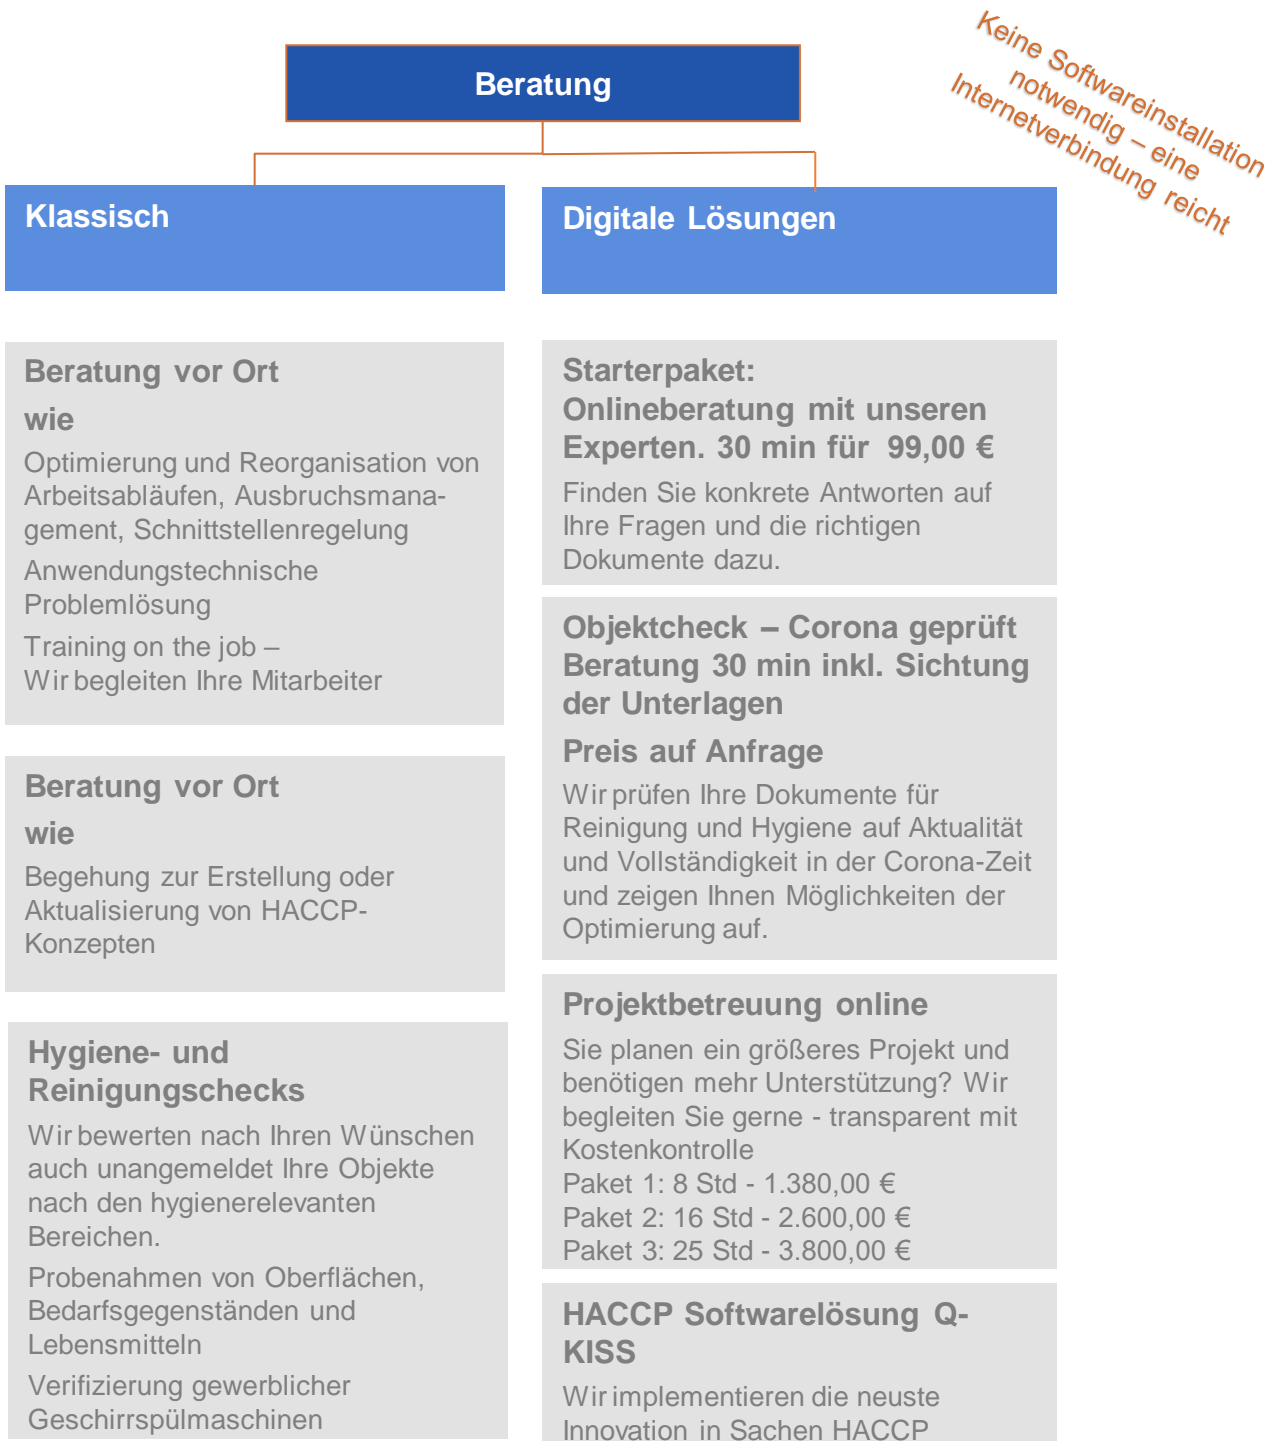 Beratung
Keine Softwareinstallation
notwendig – eine
Internetverbindung reicht
Klassisch
Beratung vor Ort
wie
Optimierung und Reorganisation von
Arbeitsabläufen, Ausbruchsmana-
gement, Schnittstellenregelung
Anwendungstechnische
Problemlösung
Training on the job –
Wir begleiten Ihre Mitarbeiter
Beratung vor Ort
wie
Begehung zur Erstellung oder
Aktualisierung von HACCP-
Konzepten
Hygiene- und
Reinigungschecks
Wir bewerten nach Ihren Wünschen
auch unangemeldet Ihre Objekte
nach den hygienerelevanten
Bereichen.
Probenahmen von Oberflächen,
Bedarfsgegenständen und
Lebensmitteln
Verifizierung gewerblicher
Geschirrspülmaschinen
Digitale Lösungen
Starterpaket:
Onlineberatung mit unseren
Experten. 30 min für 99,00 €
Finden Sie konkrete Antworten auf
Ihre Fragen und die richtigen
Dokumente dazu.
Objektcheck – Corona geprüft
Beratung 30 min inkl. Sichtung
der Unterlagen
Preis auf Anfrage
Wir prüfen Ihre Dokumente für
Reinigung und Hygiene auf Aktualität
und Vollständigkeit in der Corona-Zeit
und zeigen Ihnen Möglichkeiten der
Optimierung auf.
Projektbetreuung online
Sie planen ein größeres Projekt und
benötigen mehr Unterstützung? Wir
begleiten Sie gerne - transparent mit
Kostenkontrolle
Paket 1: 8 Std - 1.380,00 €
Paket 2: 16 Std - 2.600,00 €
Paket 3: 25 Std - 3.800,00 €
HACCP Softwarelösung Q-
KISS
Wir implementieren die neuste
Innovation in Sachen HACCP